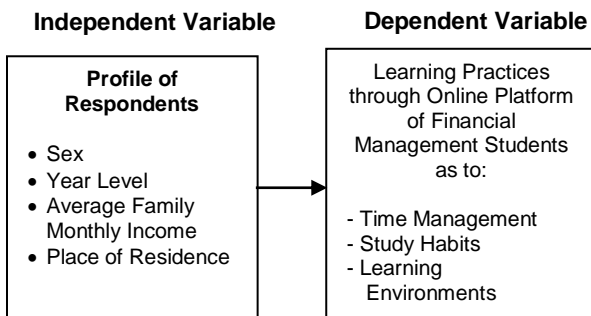 Independent Variable
Profile of
Respondents
• Sex
• Year Level
• Average Family
Monthly Income
• Place of Residence
Dependent Variable
Learning Practices
through Online Platform
of Financial
Management Students
as to:
- Time Management
- Study Habits
- Learning
Environments